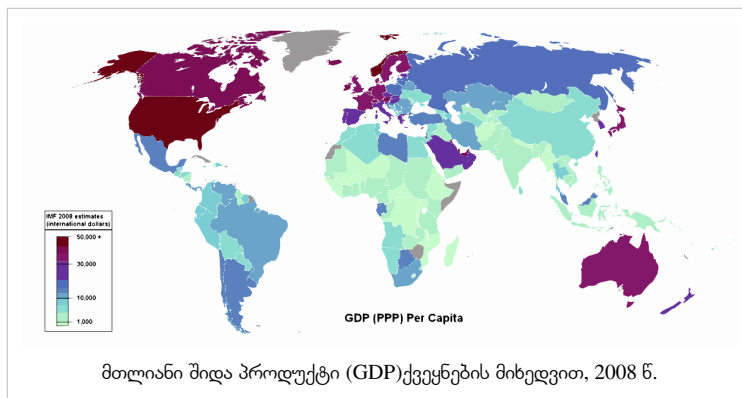 IMF 2008 estimates
(international dollars)
50,000 +
30,000
10,000
1,000
GDP (PPP) Per Capita
მთლიანი შიდა პროდუქტი (GDP)ქვეყნების მიხედვით, 2008 წ.